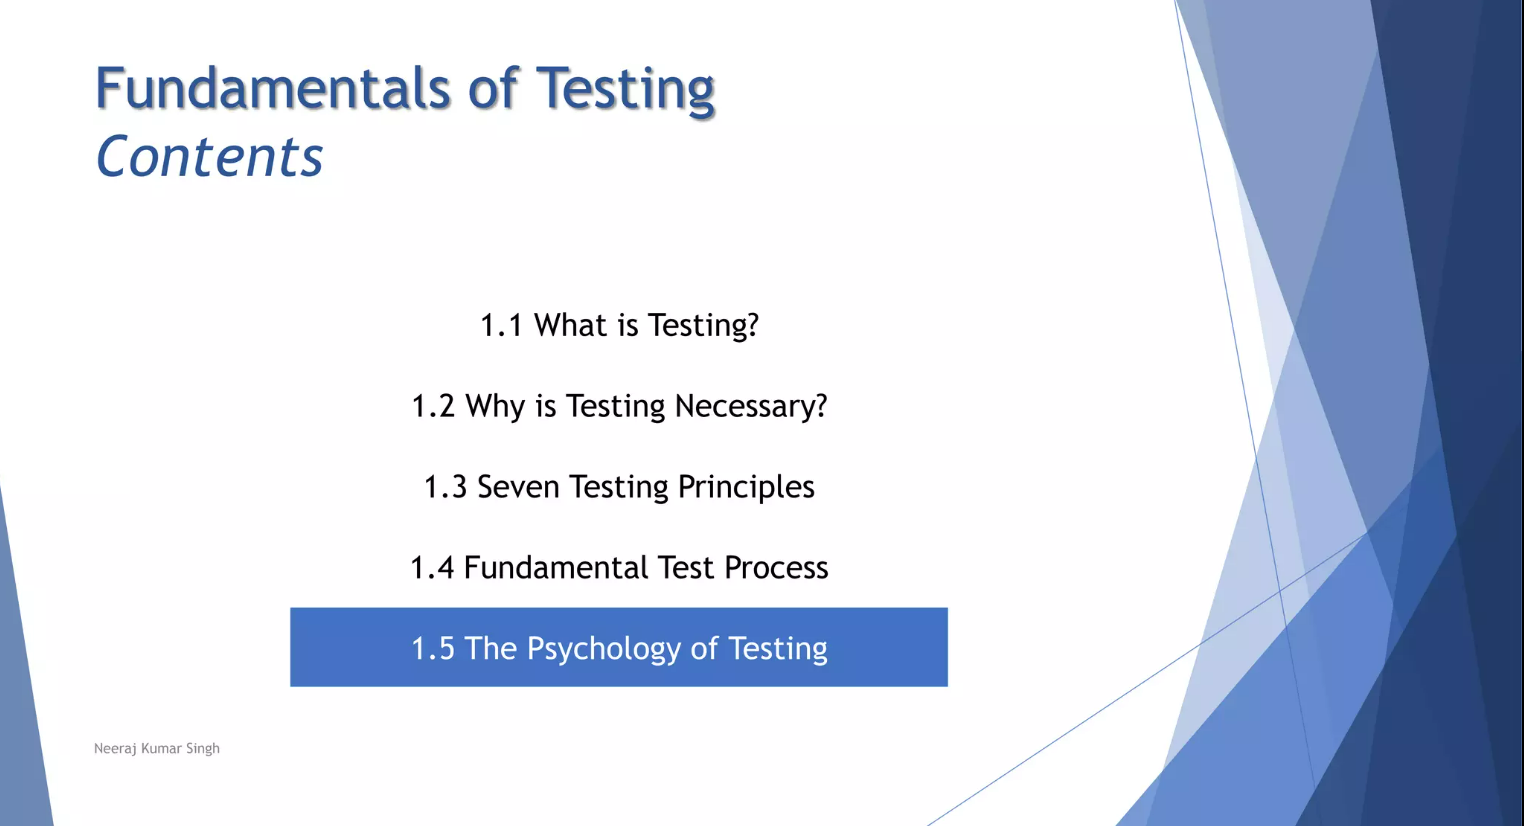 Fundamentals of Testing
Contents
1.1 What is Testing?
1.2 Why is Testing Necessary?
1.3 Seven Testing Principles
1.4 Fundamental Test Process
1.5 The Psychology of Testing
Neeraj Kumar Singh